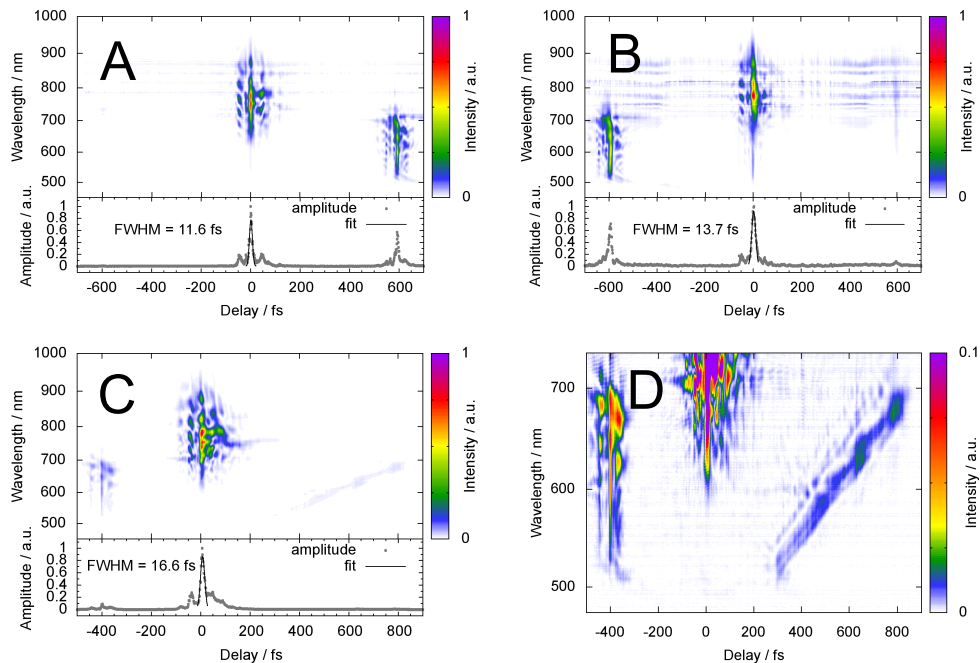 A
1000
900
800
700
600
500
Wavelength / nm
1
0
Intensity / a.u.
1
0.8
0.6
0.4
0.2
0
Amplitude / a.u.
amplitude
fit
FWHM = 11.6 fs
-600 -400 -200 0 200 400 600
Delay / fs
B
1000
900
800
700
600
500
Wavelength / nm
1
0
Intensity / a.u.
1
0.8
0.6
0.4
0.2
0
Amplitude / a.u.
amplitude
fit
FWHM = 13.7 fs
-600 -400 -200 0 200 400 600 800
Delay / fs
C
1000
900
800
700
600
500
Wavelength / nm
1
0
Intensity / a.u.
1
0.8
0.6
0.4
0.2
0
Amplitude / a.u.
amplitude
fit
FWHM = 16.6 fs
-400 -200 0 200 400 600 800
Delay / fs
D
700
600
500
Wavelength / nm
0.1
0
Intensity / a.u.
-400 -200 0 200 400 600 800
Delay / fs